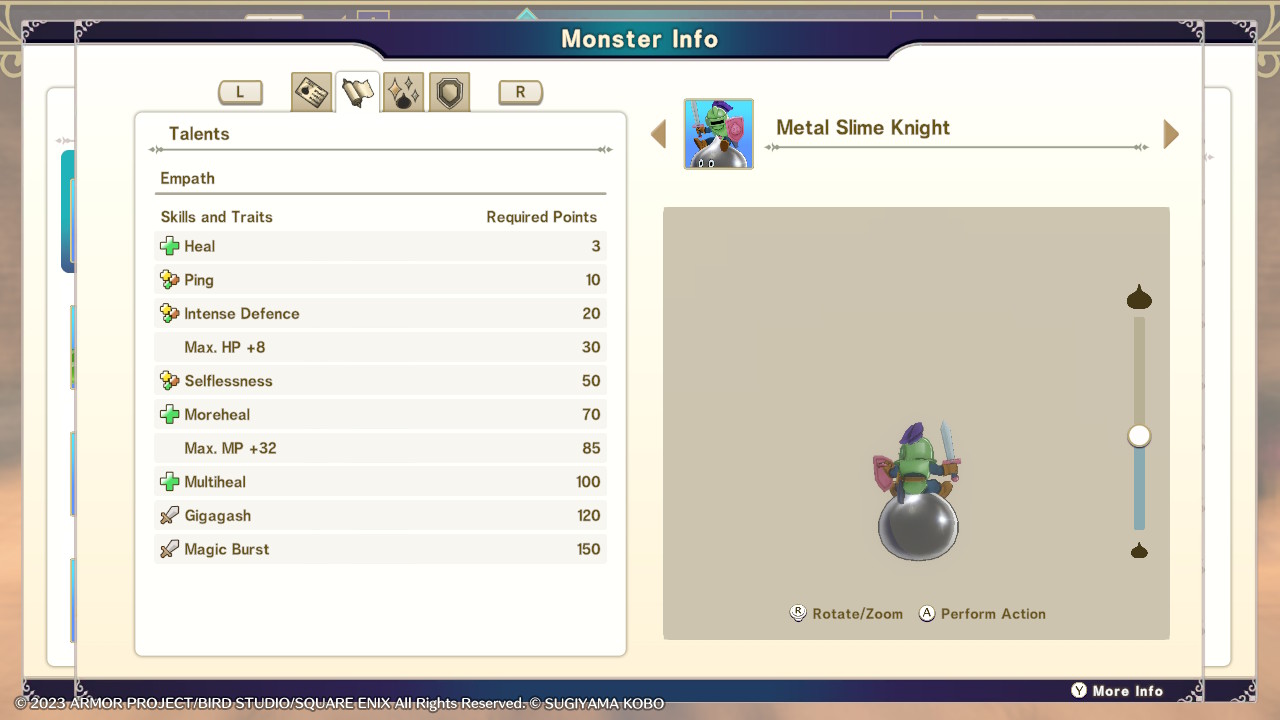 Monster Info
L
R
Talents
Empath
Skills and Traits Required Points
Heal 3
Ping 10
Intense Defence 20
Max. HP +8 30
Selflessness 50
Moreheal 70
Max. MP +32 85
Multiheal 100
Gigagash 120
Magic Burst 150
Metal Slime Knight
R Rotate/Zoom A Perform Action
Y More Info
© 2023 ARMOR PROJECT/BIRD STUDIO/SQUARE ENIX All Rights Reserved. © SUGIYAMA KOBO